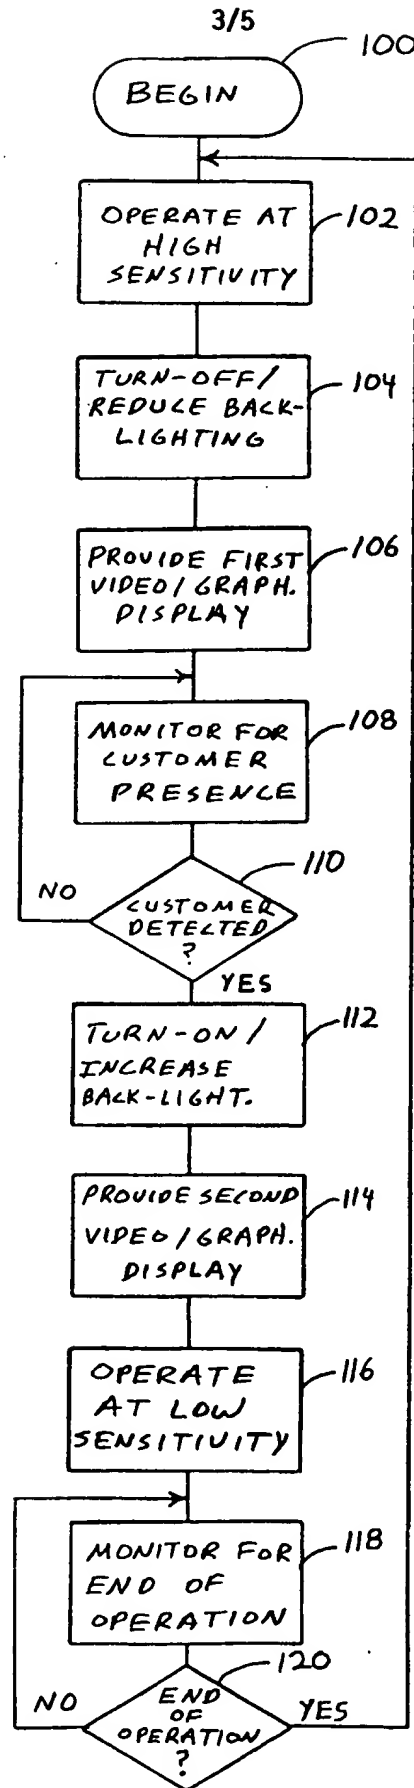 3/5
100
BEGIN
OPERATE AT
HIGH
SENSITIVITY
102
TURN-OFF/
REDUCE BACK-
LIGHTING
104
PROVIDE FIRST
VIDEO/GRAPH.
DISPLAY
106
MONITOR FOR
CUSTOMER
PRESENCE
108
110
CUSTOMER
DETECTED
?
NO
YES
TURN-ON/
INCREASE
BACK-LIGHT.
112
PROVIDE SECOND
VIDEO/GRAPH.
DISPLAY
114
OPERATE
AT LOW
SENSITIVITY
116
MONITOR FOR
END OF
OPERATION
118
120
END
OF
OPERATION
?
NO
YES